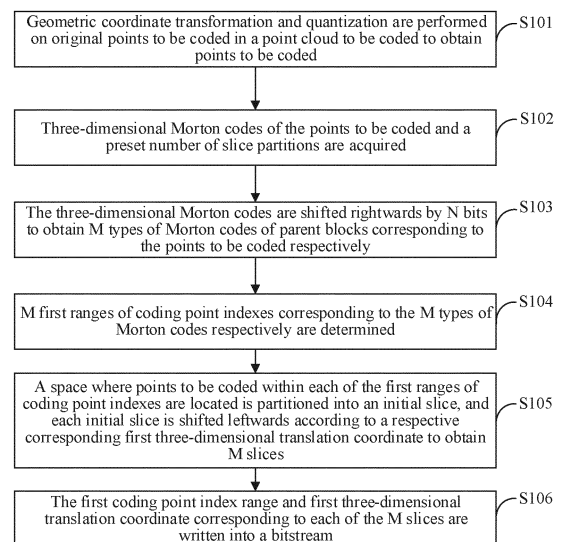 Geometric coordinate transformation and quantization are performed
on original points to be coded in a point cloud to be coded to obtain
points to be coded
S101
Three-dimensional Morton codes of the points to be coded and a
preset number of slice partitions are acquired
S102
The three-dimensional Morton codes are shifted rightwards by N bits
to obtain M types of Morton codes of parent blocks corresponding to
the points to be coded respectively
S103
M first ranges of coding point indexes corresponding to the M types of
Morton codes respectively are determined
S104
A space where points to be coded within each of the first ranges of
coding point indexes are located is partitioned into an initial slice, and
each initial slice is shifted leftwards according to a respective
corresponding first three-dimensional translation coordinate to obtain
M slices
S105
The first coding point index range and first three-dimensional
translation coordinate corresponding to each of the M slices are
written into a bitstream
S106